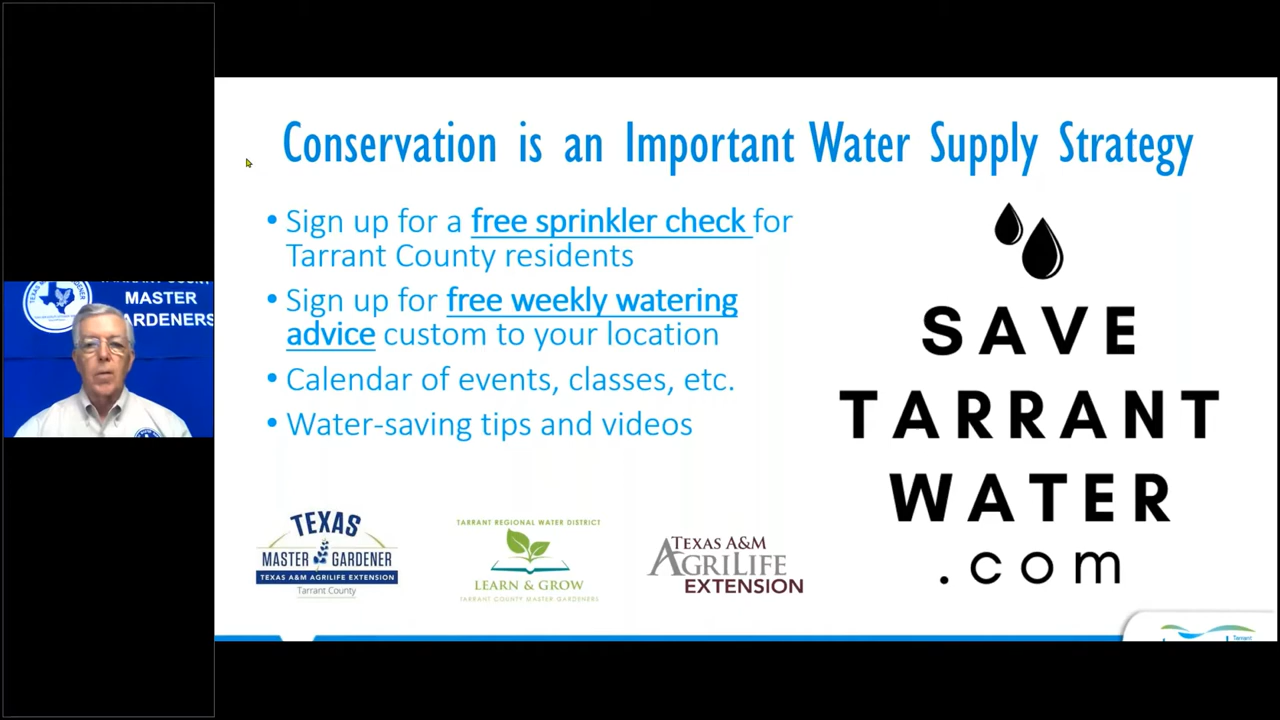 Conservation is an Important Water Supply Strategy
• Sign up for a free sprinkler check for
Tarrant County residents
• Sign up for free weekly watering
advice custom to your location
• Calendar of events, classes, etc.
• Water-saving tips and videos
SAVE
TARRANT
WATER
.com
MASTER
ARDENERS
TEXAS
MASTER GARDENER
TEXAS A&M AGRILIFE EXTENSION
Tarrant County
TARRANT REGIONAL WATER DISTRICT
LEARN & GROW
TARRANT COUNTY MASTER GARDENERS
TEXAS A&M
AGRILIFE
EXTENSION
Tarrant